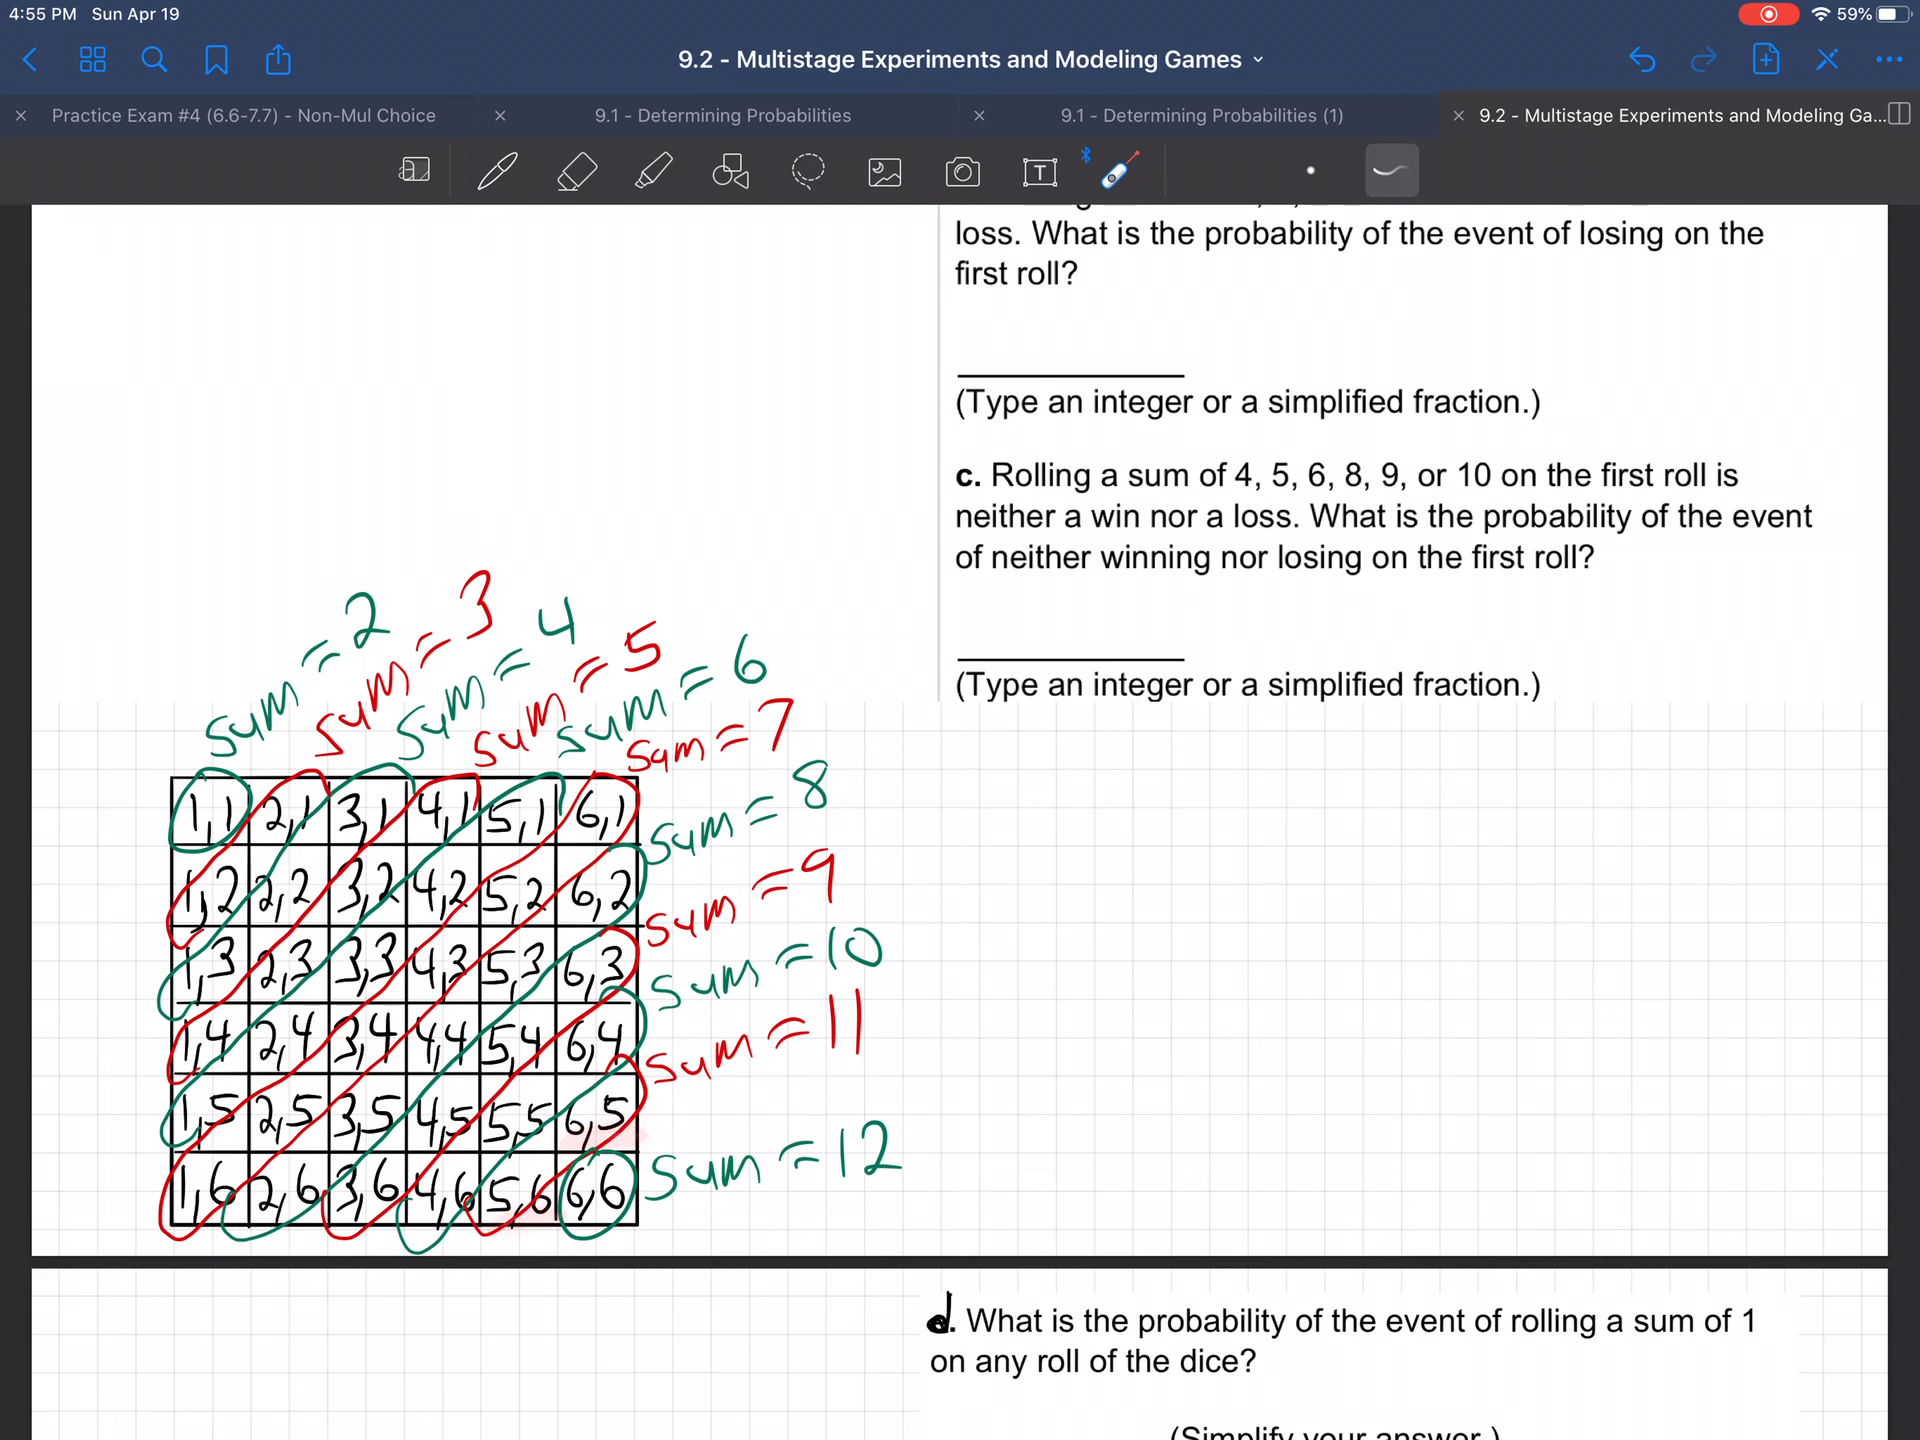 4:55 PM Sun Apr 19
59%
9.2 - Multistage Experiments and Modeling Games
Practice Exam #4 (6.6-7.7) - Non-Mul Choice
9.1 - Determining Probabilities
9.1 - Determining Probabilities (1)
9.2 - Multistage Experiments and Modeling Ga...
T
loss. What is the probability of the event of losing on the
first roll?
(Type an integer or a simplified fraction.)
c. Rolling a sum of 4, 5, 6, 8, 9, or 10 on the first roll is
neither a win nor a loss. What is the probability of the event
of neither winning nor losing on the first roll?
(Type an integer or a simplified fraction.)
sum = 2
sum = 3
sum = 4
sum = 5
sum = 6
sum = 7
sum = 8
sum = 9
sum = 10
sum = 11
sum = 12
1,1 2,1 3,1 4,1 5,1 6,1
1,2 2,2 3,2 4,2 5,2 6,2
1,3 2,3 3,3 4,3 5,3 6,3
1,4 2,4 3,4 4,4 5,4 6,4
1,5 2,5 3,5 4,5 5,5 6,5
1,6 2,6 3,6 4,6 5,6 6,6
d. What is the probability of the event of rolling a sum of 1
on any roll of the dice?
(Simplify your answer.)